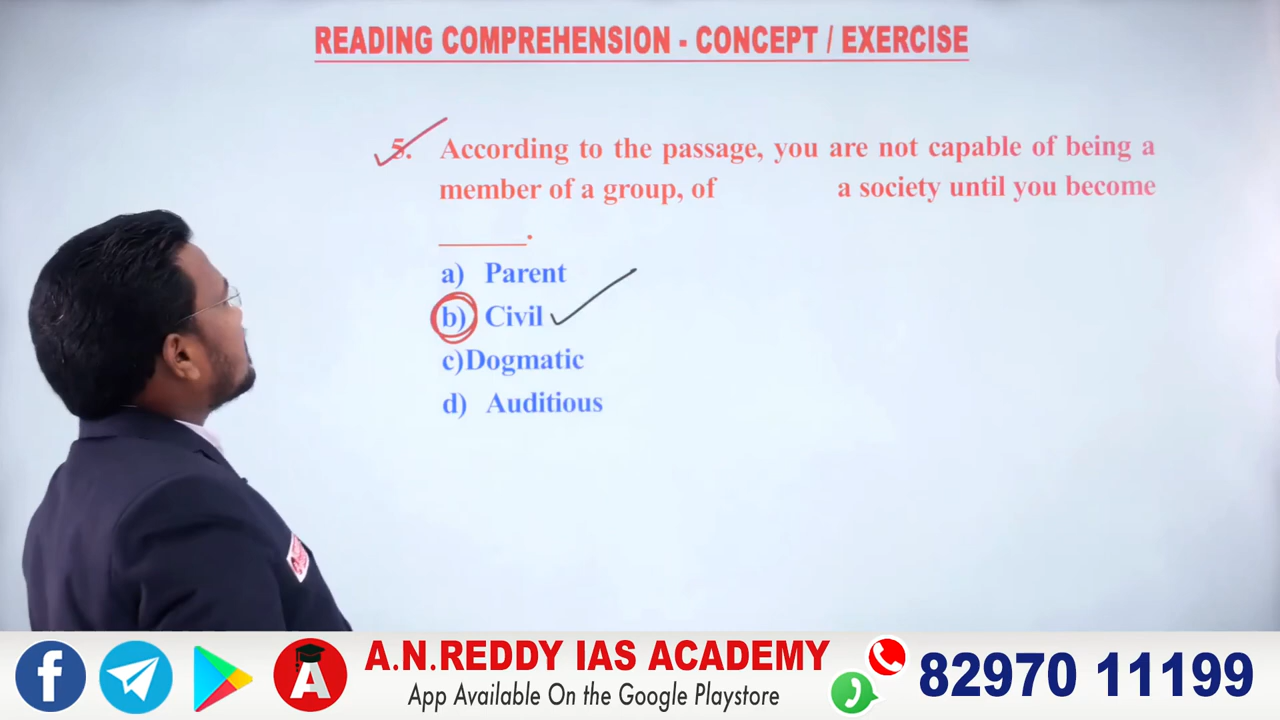 READING COMPREHENSION - CONCEPT / EXERCISE
5. According to the passage, you are not capable of being a
member of a group, of a society until you become
______.
a) Parent
b) Civil
c)Dogmatic
d) Auditious
A.N.REDDY IAS ACADEMY
App Available On the Google Playstore
82970 11199